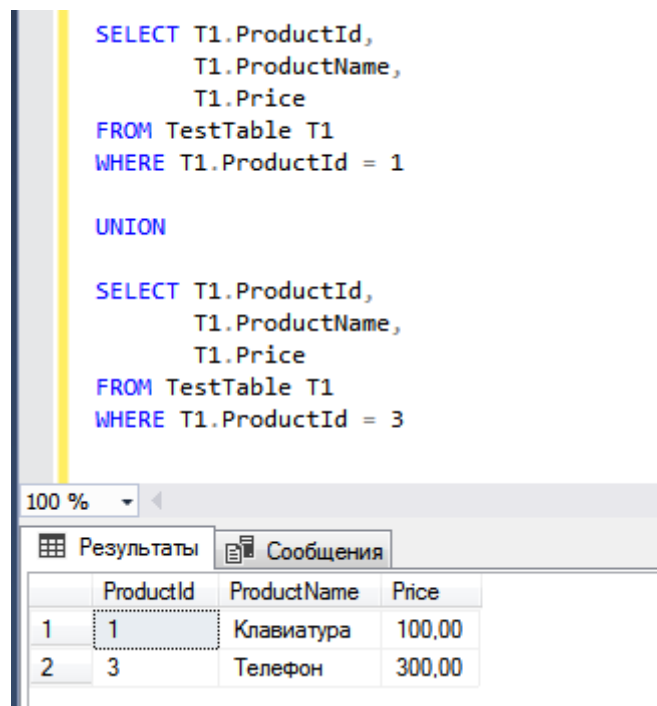 SELECT T1.ProductId,
T1.ProductName,
T1.Price
FROM TestTable T1
WHERE T1.ProductId = 1
UNION
SELECT T1.ProductId,
T1.ProductName,
T1.Price
FROM TestTable T1
WHERE T1.ProductId = 3
100 %
Результаты Сообщения
ProductId ProductName Price
1 1 Клавиатура 100,00
2 3 Телефон 300,00